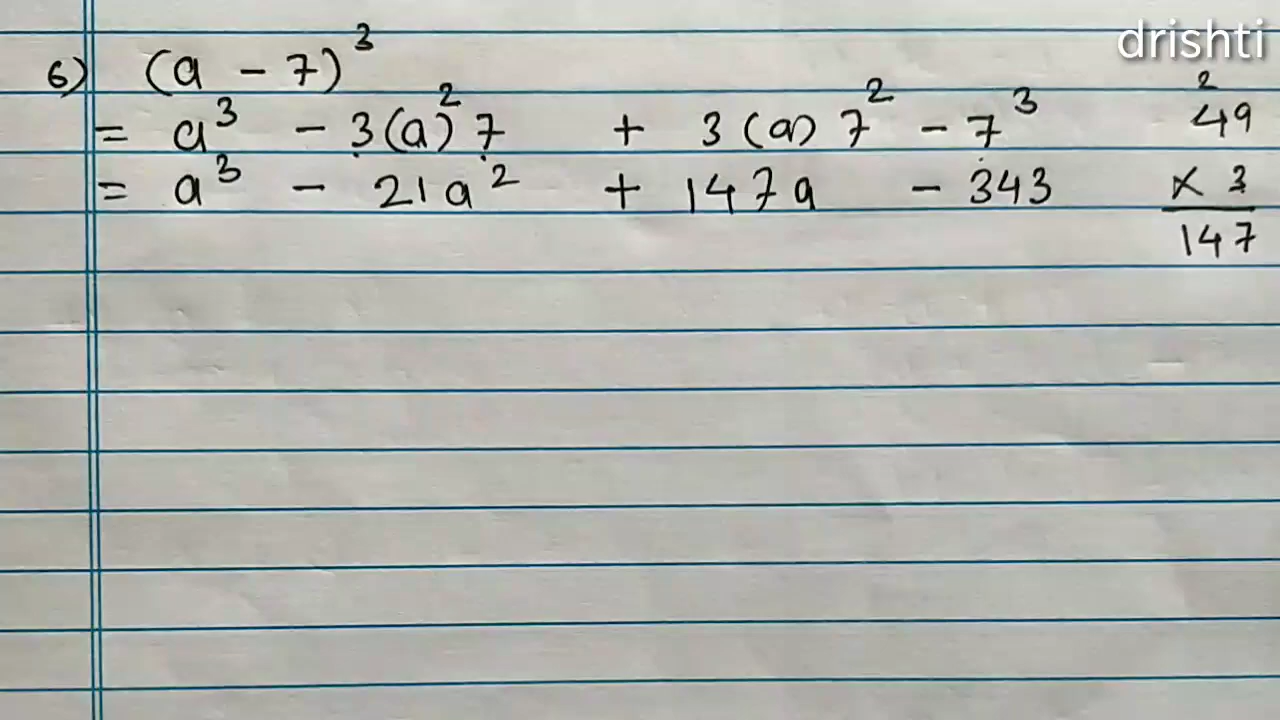 drishti
6) (a - 7)³
= a³ - 3(a)²7 + 3(a)7² - 7³
= a³ - 21a² + 147a - 343
2
49
× 3
147